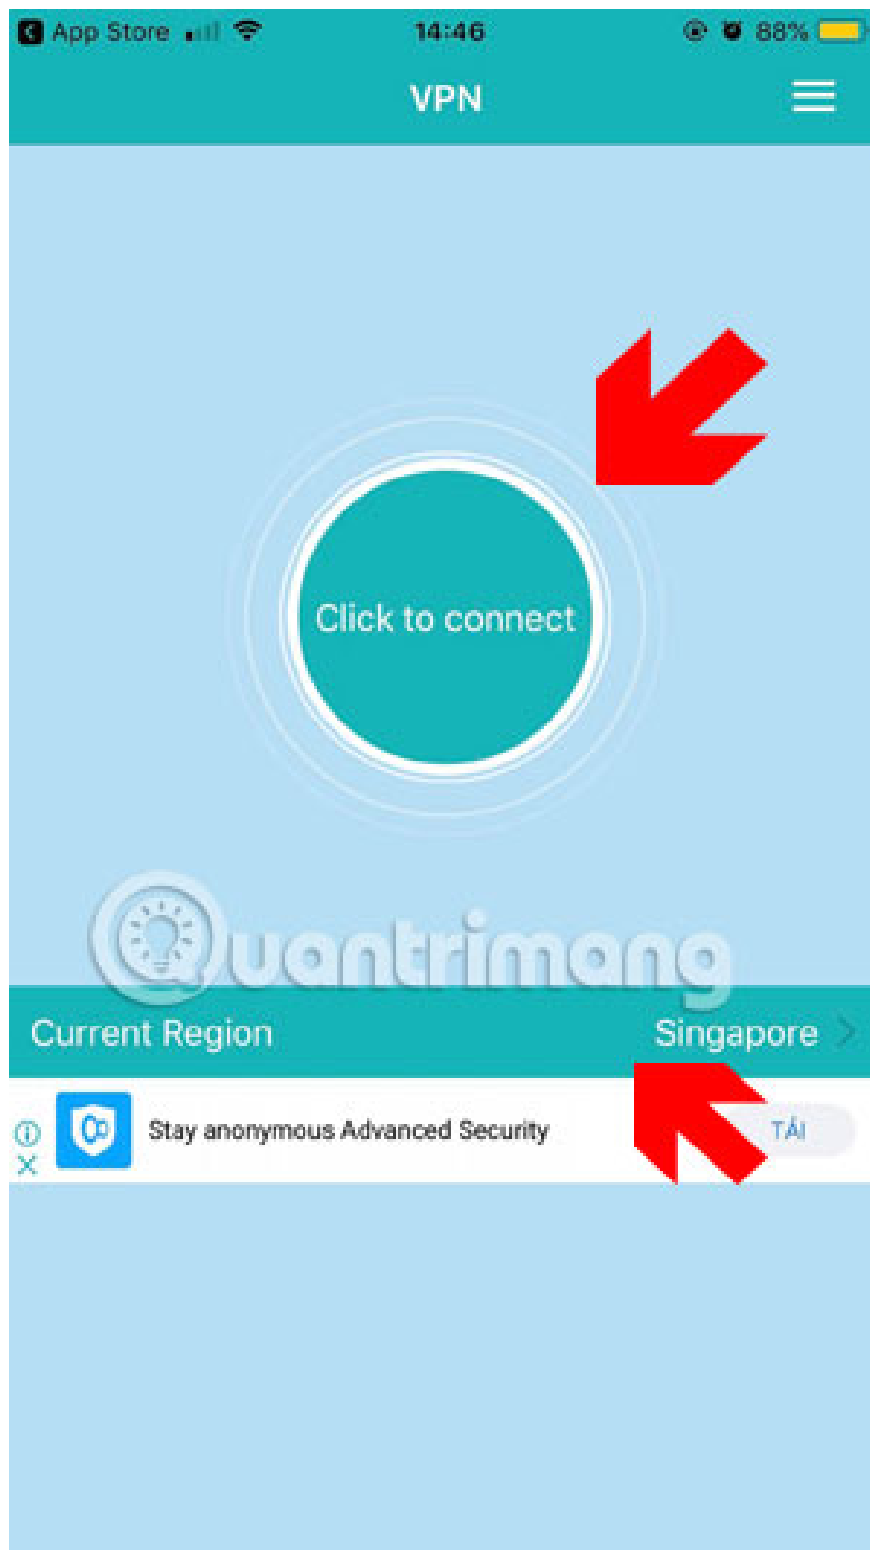 App Store 14:46 88%
VPN
Click to connect
Quantrimang
Current Region Singapore
Stay anonymous Advanced Security TẢI